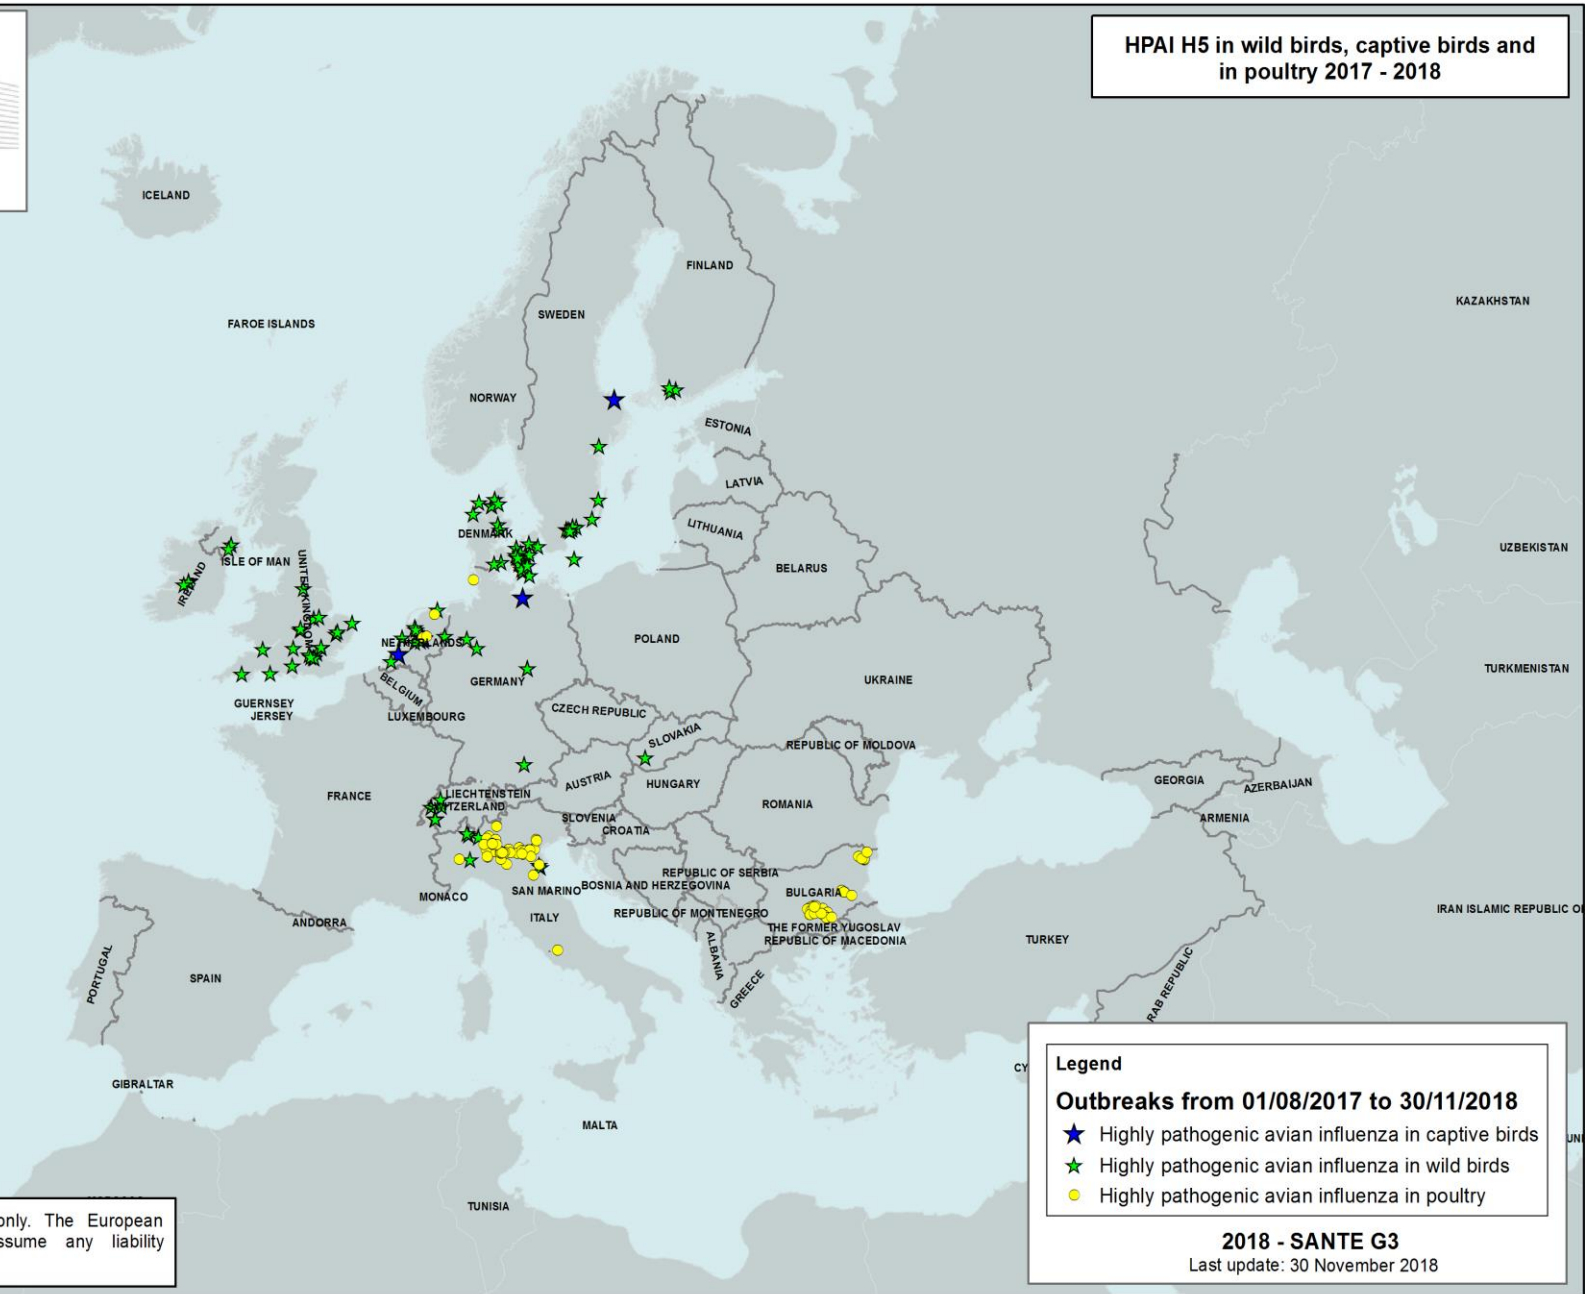 HPAI H5 in wild birds, captive birds and
in poultry 2017 - 2018
ICELAND
FINLAND
KAZAKHSTAN
SWEDEN
FAROE ISLANDS
NORWAY
ESTONIA
LATVIA
LITHUANIA
DENMARK
UZBEKISTAN
ISLE OF MAN
BELARUS
IRELAND
UNITED KINGDOM
POLAND
NETHERLANDS
TURKMENISTAN
GERMANY
UKRAINE
BELGIUM
GUERNSEY
JERSEY
LUXEMBOURG
CZECH REPUBLIC
SLOVAKIA
REPUBLIC OF MOLDOVA
AUSTRIA
HUNGARY
GEORGIA
AZERBAIJAN
FRANCE
LIECHTENSTEIN
SWITZERLAND
ROMANIA
SLOVENIA
CROATIA
ARMENIA
REPUBLIC OF SERBIA
SAN MARINO
BOSNIA AND HERZEGOVINA
BULGARIA
MONACO
ITALY
REPUBLIC OF MONTENEGRO
IRAN ISLAMIC REPUBLIC O
ANDORRA
THE FORMER YUGOSLAV
REPUBLIC OF MACEDONIA
TURKEY
ALBANIA
PORTUGAL
SPAIN
GREECE
RAB REPUBLIC
GIBRALTAR
CY
MALTA
TUNISIA
Legend
Outbreaks from 01/08/2017 to 30/11/2018
Highly pathogenic avian influenza in captive birds
Highly pathogenic avian influenza in wild birds
Highly pathogenic avian influenza in poultry
2018 - SANTE G3
Last update: 30 November 2018
only. The European
ssume any liability